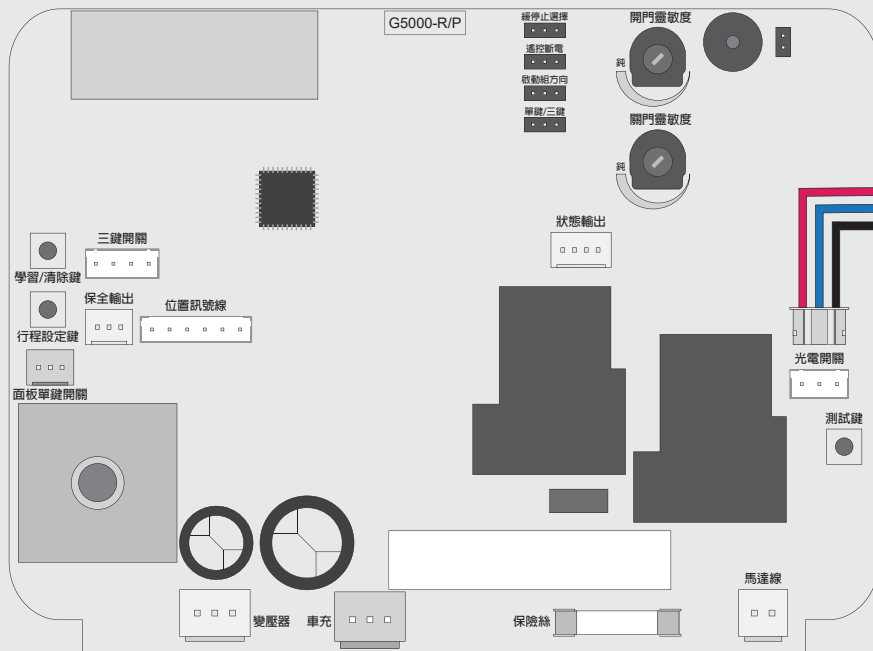 G5000-R/P
緩停止選擇
遙控斷電
啟動組方向
單鍵/三鍵
開門靈敏度
鈍
關門靈敏度
鈍
狀態輸出
三鍵開關
學習/清除鍵
保全輸出
位置訊號線
行程設定鍵
面板單鍵開關
光電開關
測試鍵
變壓器
車充
保險絲
馬達線